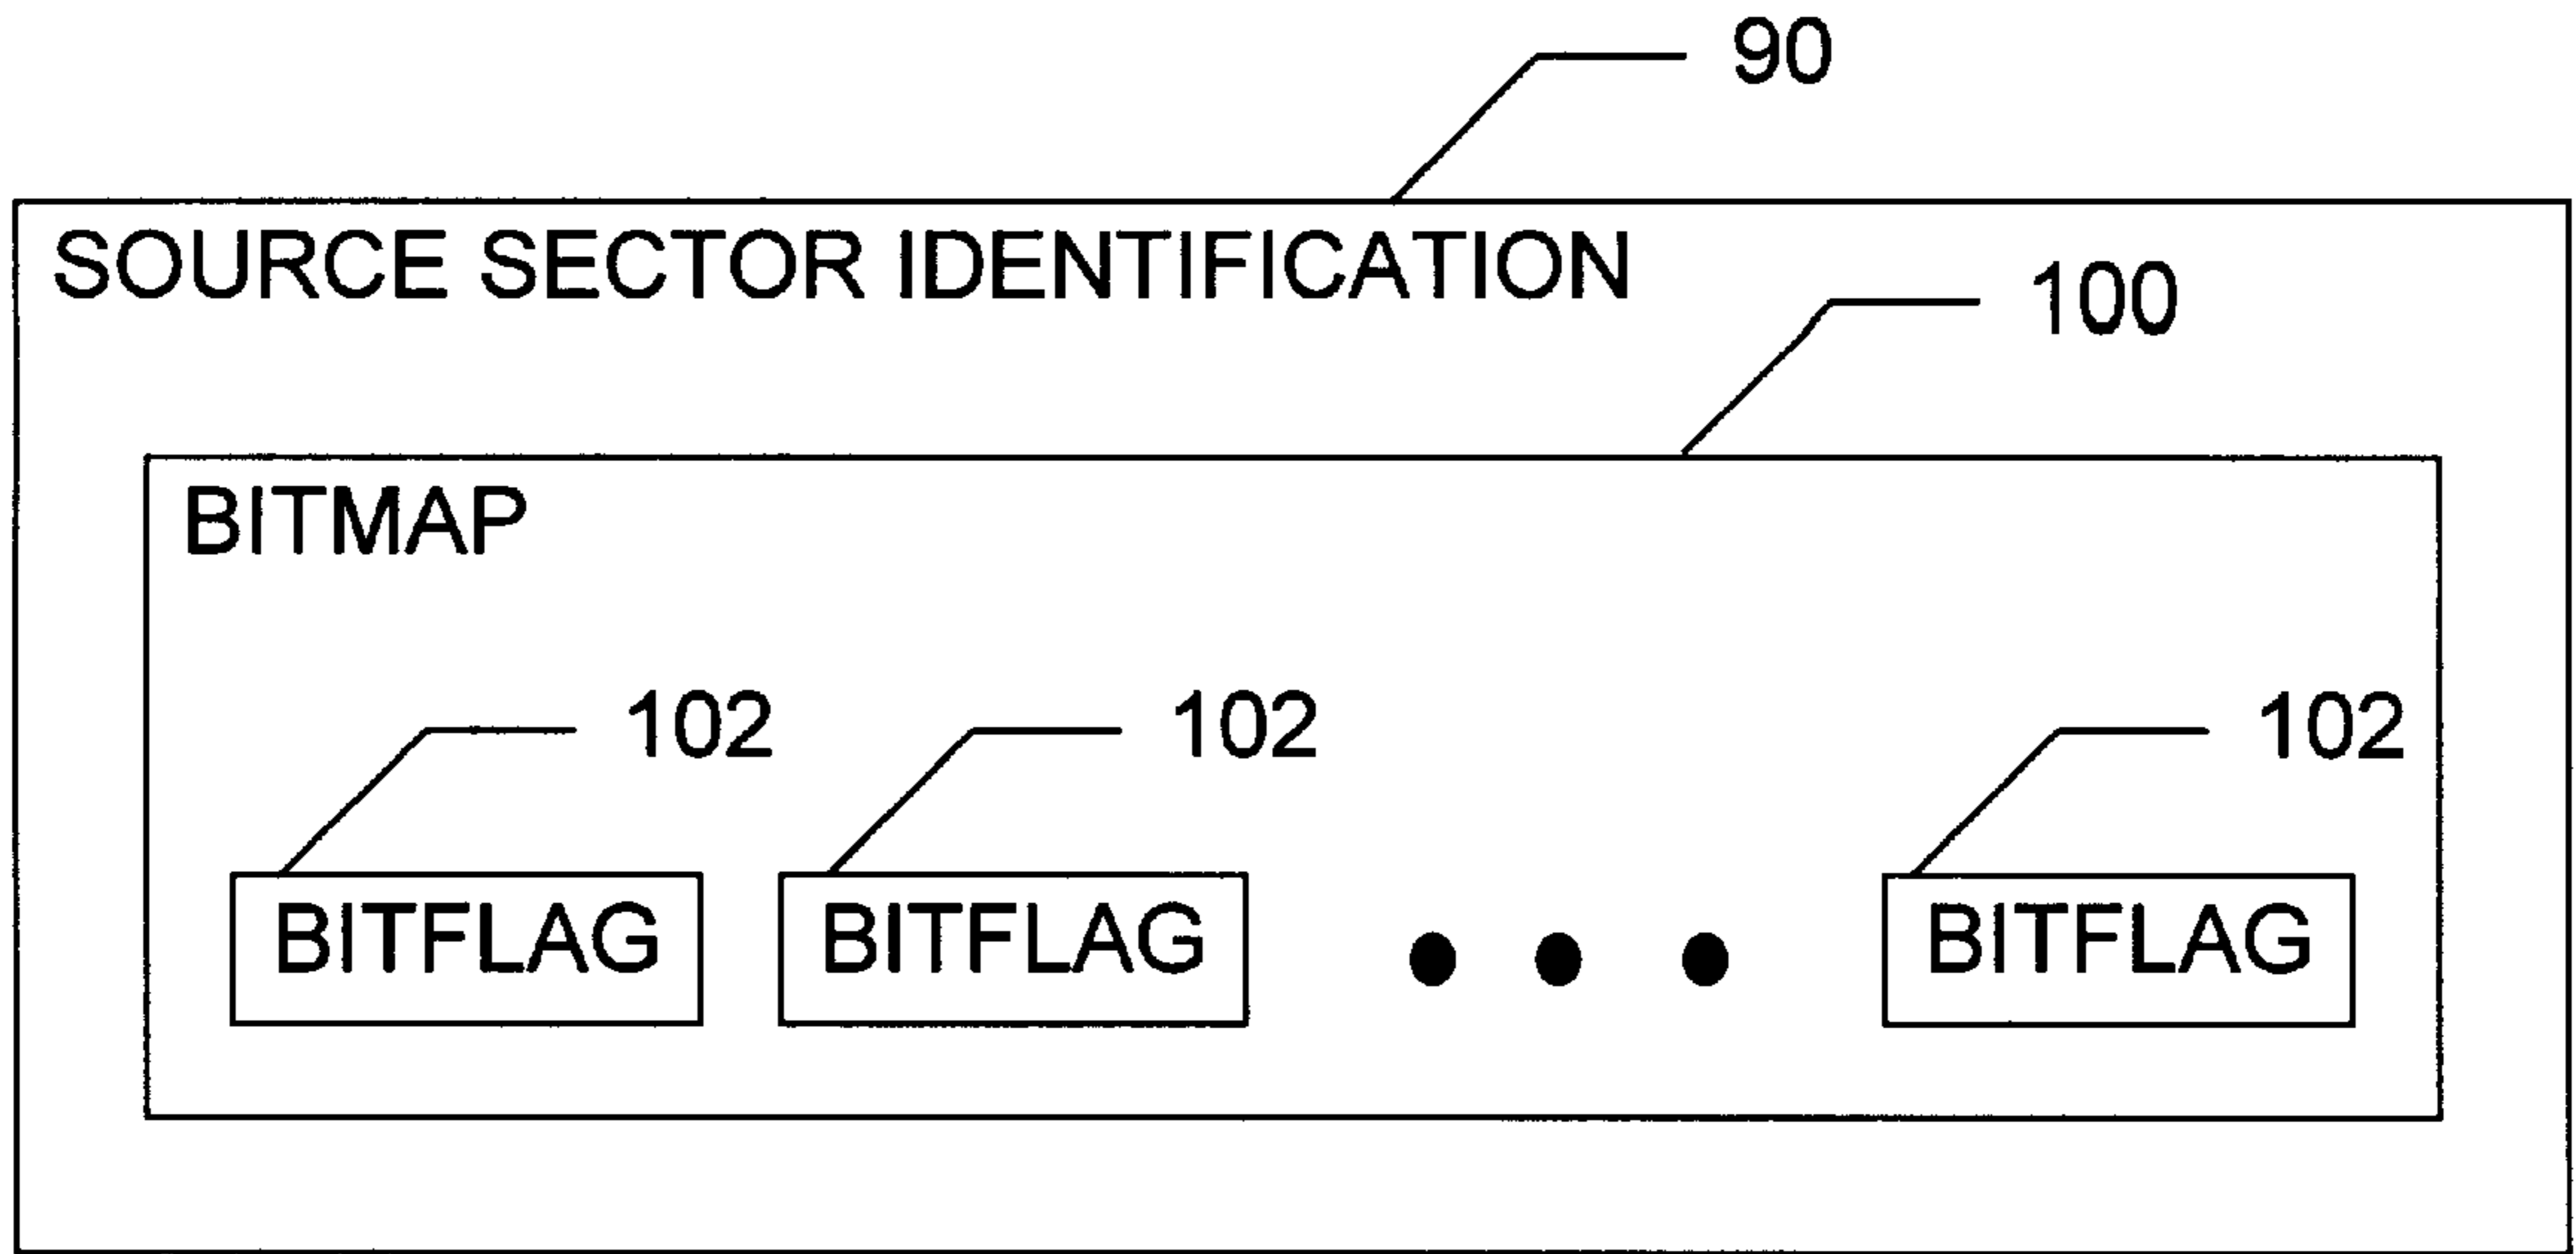 90
SOURCE SECTOR IDENTIFICATION
100
BITMAP
102 102 102
BITFLAG BITFLAG BITFLAG